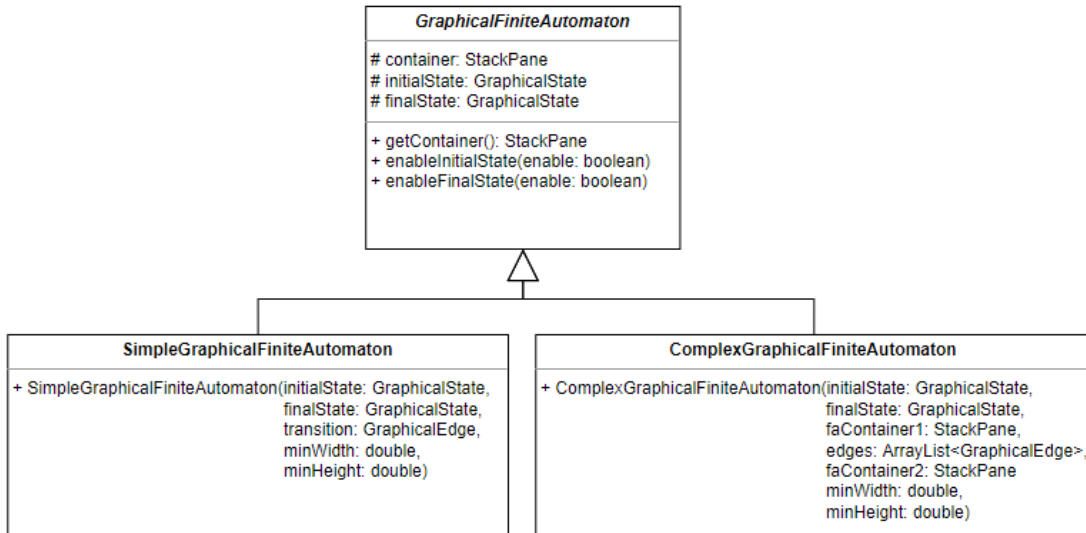 GraphicalFiniteAutomaton
# container: StackPane
# initialState: GraphicalState
# finalState: GraphicalState
+ getContainer(): StackPane
+ enableInitialState(enable: boolean)
+ enableFinalState(enable: boolean)
SimpleGraphicalFiniteAutomaton
+ SimpleGraphicalFiniteAutomaton(initialState: GraphicalState,
finalState: GraphicalState,
transition: GraphicalEdge,
minWidth: double,
minHeight: double)
ComplexGraphicalFiniteAutomaton
+ ComplexGraphicalFiniteAutomaton(initialState: GraphicalState,
finalState: GraphicalState,
faContainer1: StackPane,
edges: ArrayList<GraphicalEdge>,
faContainer2: StackPane
minWidth: double,
minHeight: double)